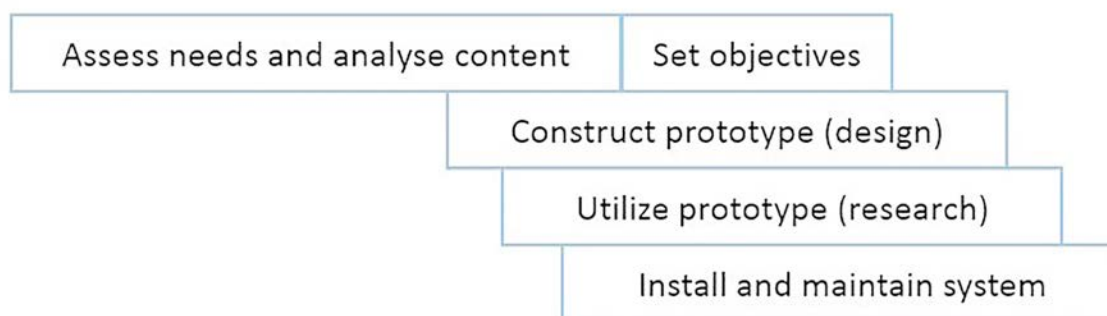 Assess needs and analyse content
Set objectives
Construct prototype (design)
Utilize prototype (research)
Install and maintain system